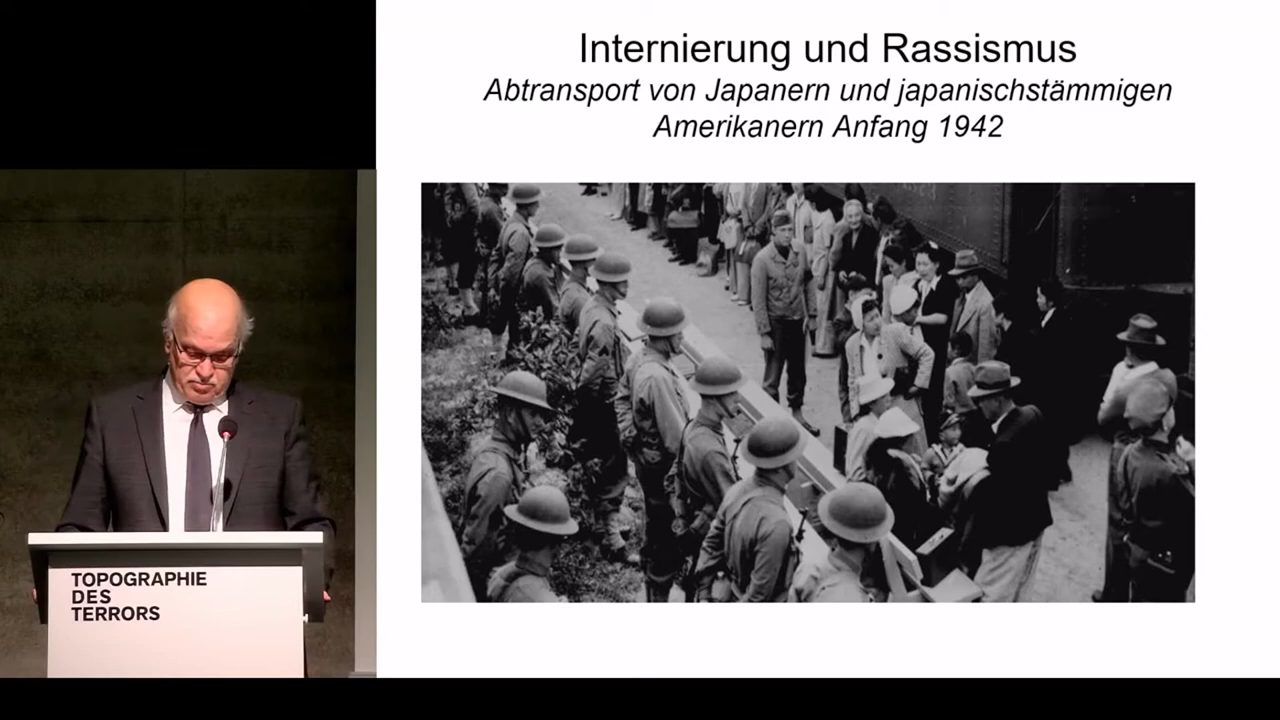 Internierung und Rassismus
Abtransport von Japanern und japanischstämmigen
Amerikanern Anfang 1942
TOPOGRAPHIE
DES
TERRORS